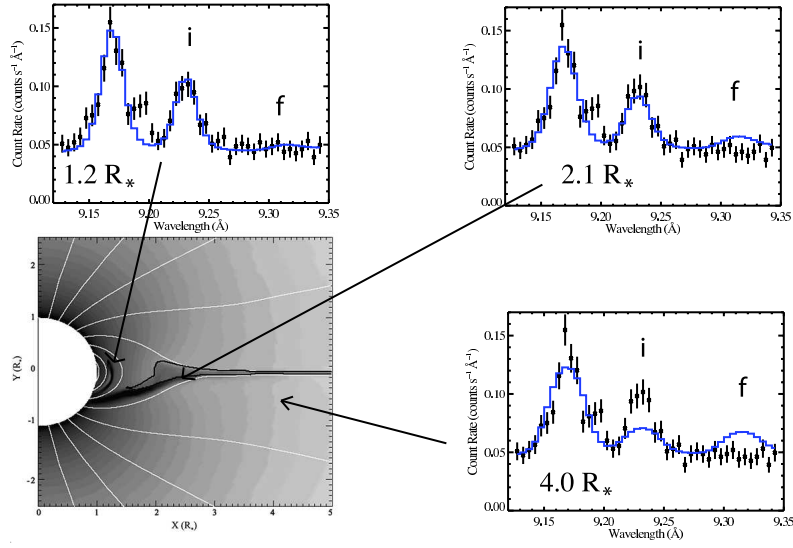 0.15
0.10
0.05
0.00
Count Rate (counts s⁻¹ Å⁻¹)
i
f
1.2 R*
9.15 9.20 9.25 9.30 9.35
Wavelength (Å)
0.15
0.10
0.05
0.00
Count Rate (counts s⁻¹ Å⁻¹)
i
f
2.1 R*
9.15 9.20 9.25 9.30 9.35
Wavelength (Å)
2
1
0
-1
-2
Y (R*)
0 1 2 3 4 5
X (R*)
0.15
0.10
0.05
0.00
Count Rate (counts s⁻¹ Å⁻¹)
i
f
4.0 R*
9.15 9.20 9.25 9.30 9.35
Wavelength (Å)